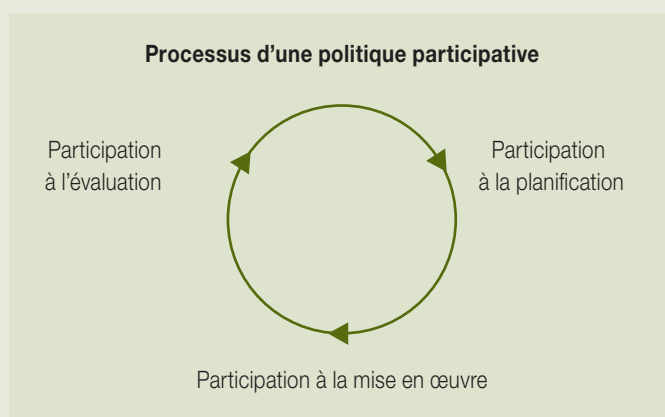 Processus d'une politique participative
Participation
à l'évaluation
Participation
à la planification
Participation à la mise en œuvre